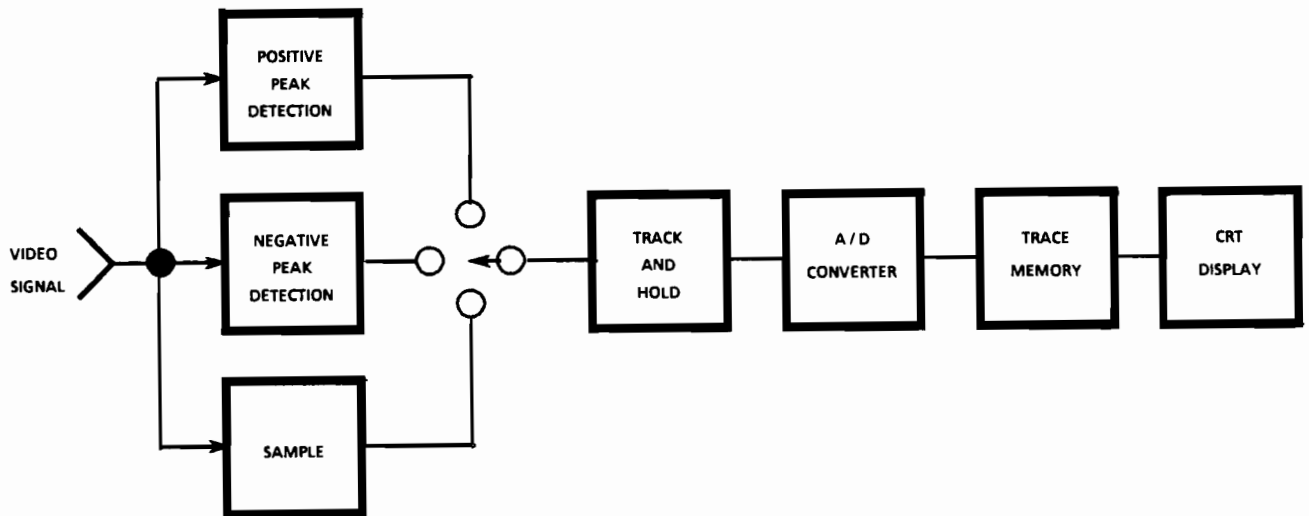 POSITIVE
PEAK
DETECTION
VIDEO
SIGNAL
NEGATIVE
PEAK
DETECTION
SAMPLE
TRACK
AND
HOLD
A / D
CONVERTER
TRACE
MEMORY
CRT
DISPLAY